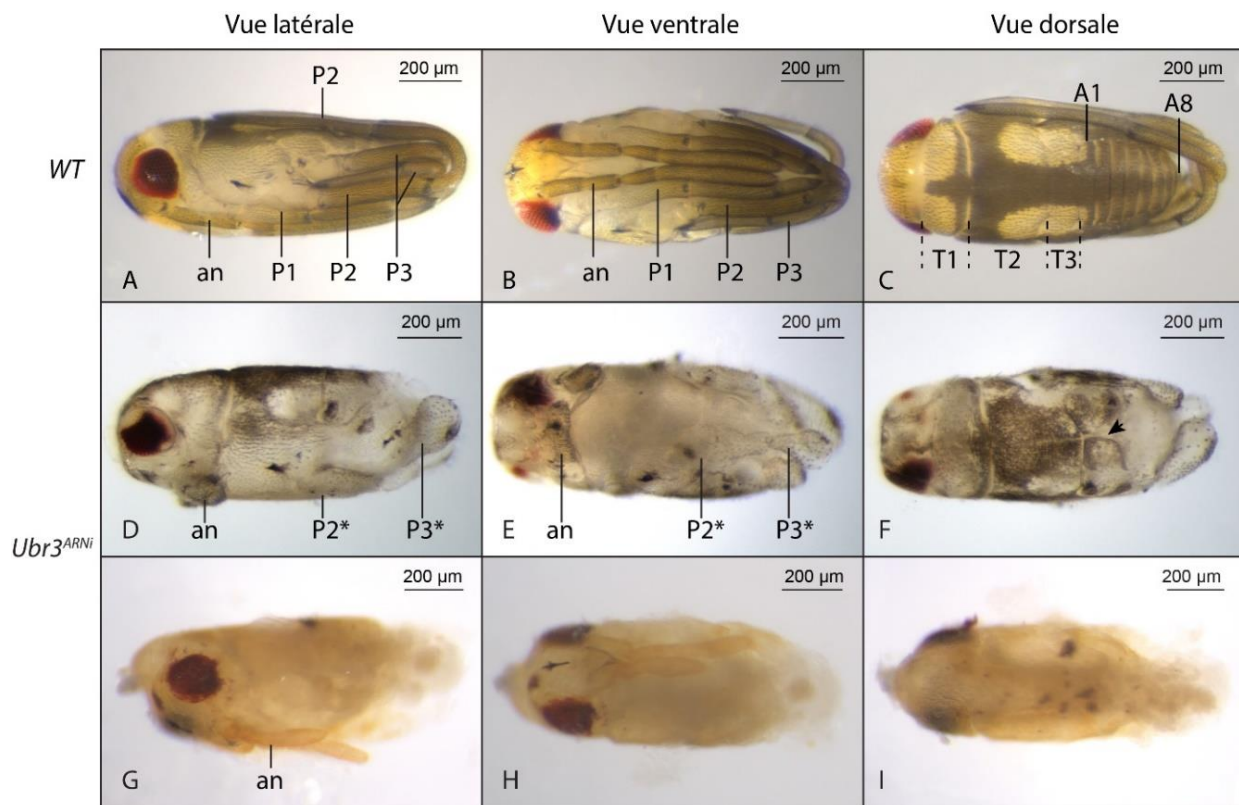 Vue latérale Vue ventrale Vue dorsale
WT
P2 200 µm
an P1 P2 P3
A
200 µm
an P1 P2 P3
B
200 µm
A1 A8
T1 T2 T3
C
Ubr3ARNi
200 µm
an P2* P3*
D
200 µm
an P2* P3*
E
200 µm
F
200 µm
an
G
200 µm
H
200 µm
I